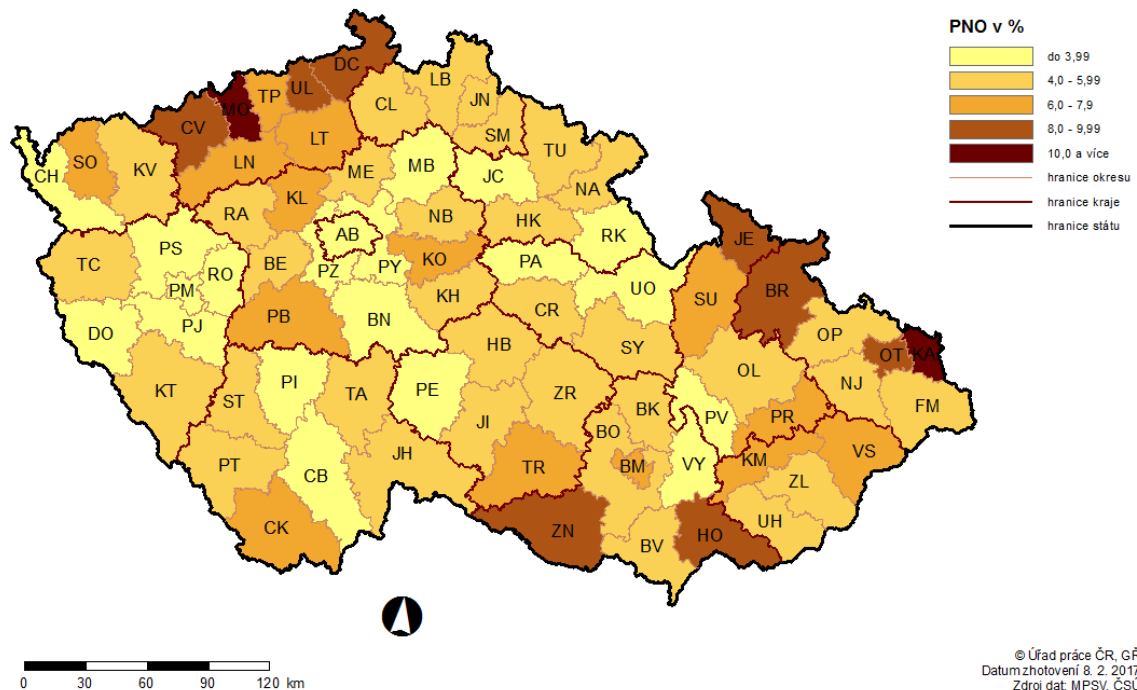 PNO v %
do 3,99
4,0 - 5,99
6,0 - 7,9
8,0 - 9,99
10,0 a více
hranice okresu
hranice kraje
hranice státu
DC
LB
UL
TP
MO
JN
CL
CV
SM
LT
TU
SO
KV
LN
ME
MB
JC
CH
NA
KL
RA
NB
HK
AB
RK
JE
PS
KO
PA
TC
RO
BE
PZ
PY
UO
BR
PM
KH
SU
CR
PB
BN
DO
PJ
OP
HB
SY
OT
KA
OL
NJ
KT
PI
TA
PE
ZR
ST
BK
FM
JI
PV
PR
BO
VS
JH
KM
PT
TR
BM
VY
CB
ZL
CK
UH
ZN
HO
BV
0 30 60 90 120 km
© Úřad práce ČR, GŘ
Datum zhotovení 8. 2. 2017
Zdroj dat: MPSV, ČSÚ